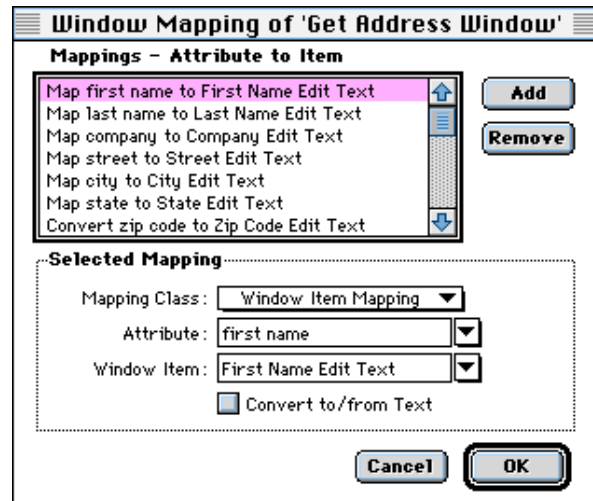 Window Mapping of 'Get Address Window'
Mappings – Attribute to Item
Map first name to First Name Edit Text
Map last name to Last Name Edit Text
Map company to Company Edit Text
Map street to Street Edit Text
Map city to City Edit Text
Map state to State Edit Text
Convert zip code to Zip Code Edit Text
Add
Remove
Selected Mapping
Mapping Class: Window Item Mapping
Attribute: first name
Window Item: First Name Edit Text
Convert to/from Text
Cancel OK